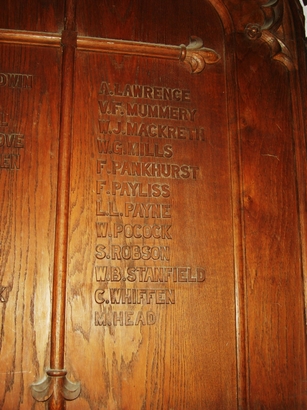 A. LAWRENCE
V. F. MUMMERY
W. J. MACKRETH
W. G. MILLS
F. PANKHURST
F. PAYLISS
L. L. PAYNE
W. POCOCK
S. ROBSON
W. B. STANFIELD
C. WHIFFEN
M. HEAD